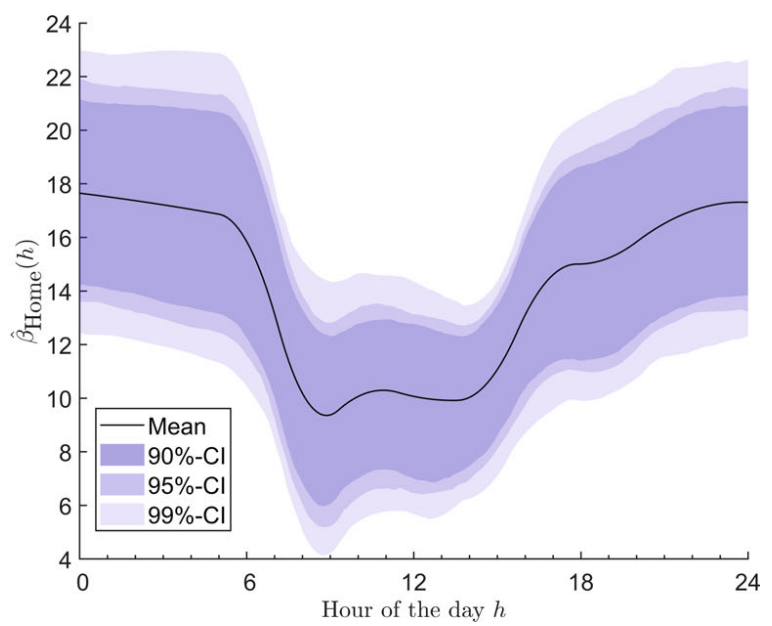 24
22
20
18
16
14
12
10
8
6
4
β̂Home(h)
Mean
90%-CI
95%-CI
99%-CI
0 6 12 18 24
Hour of the day h